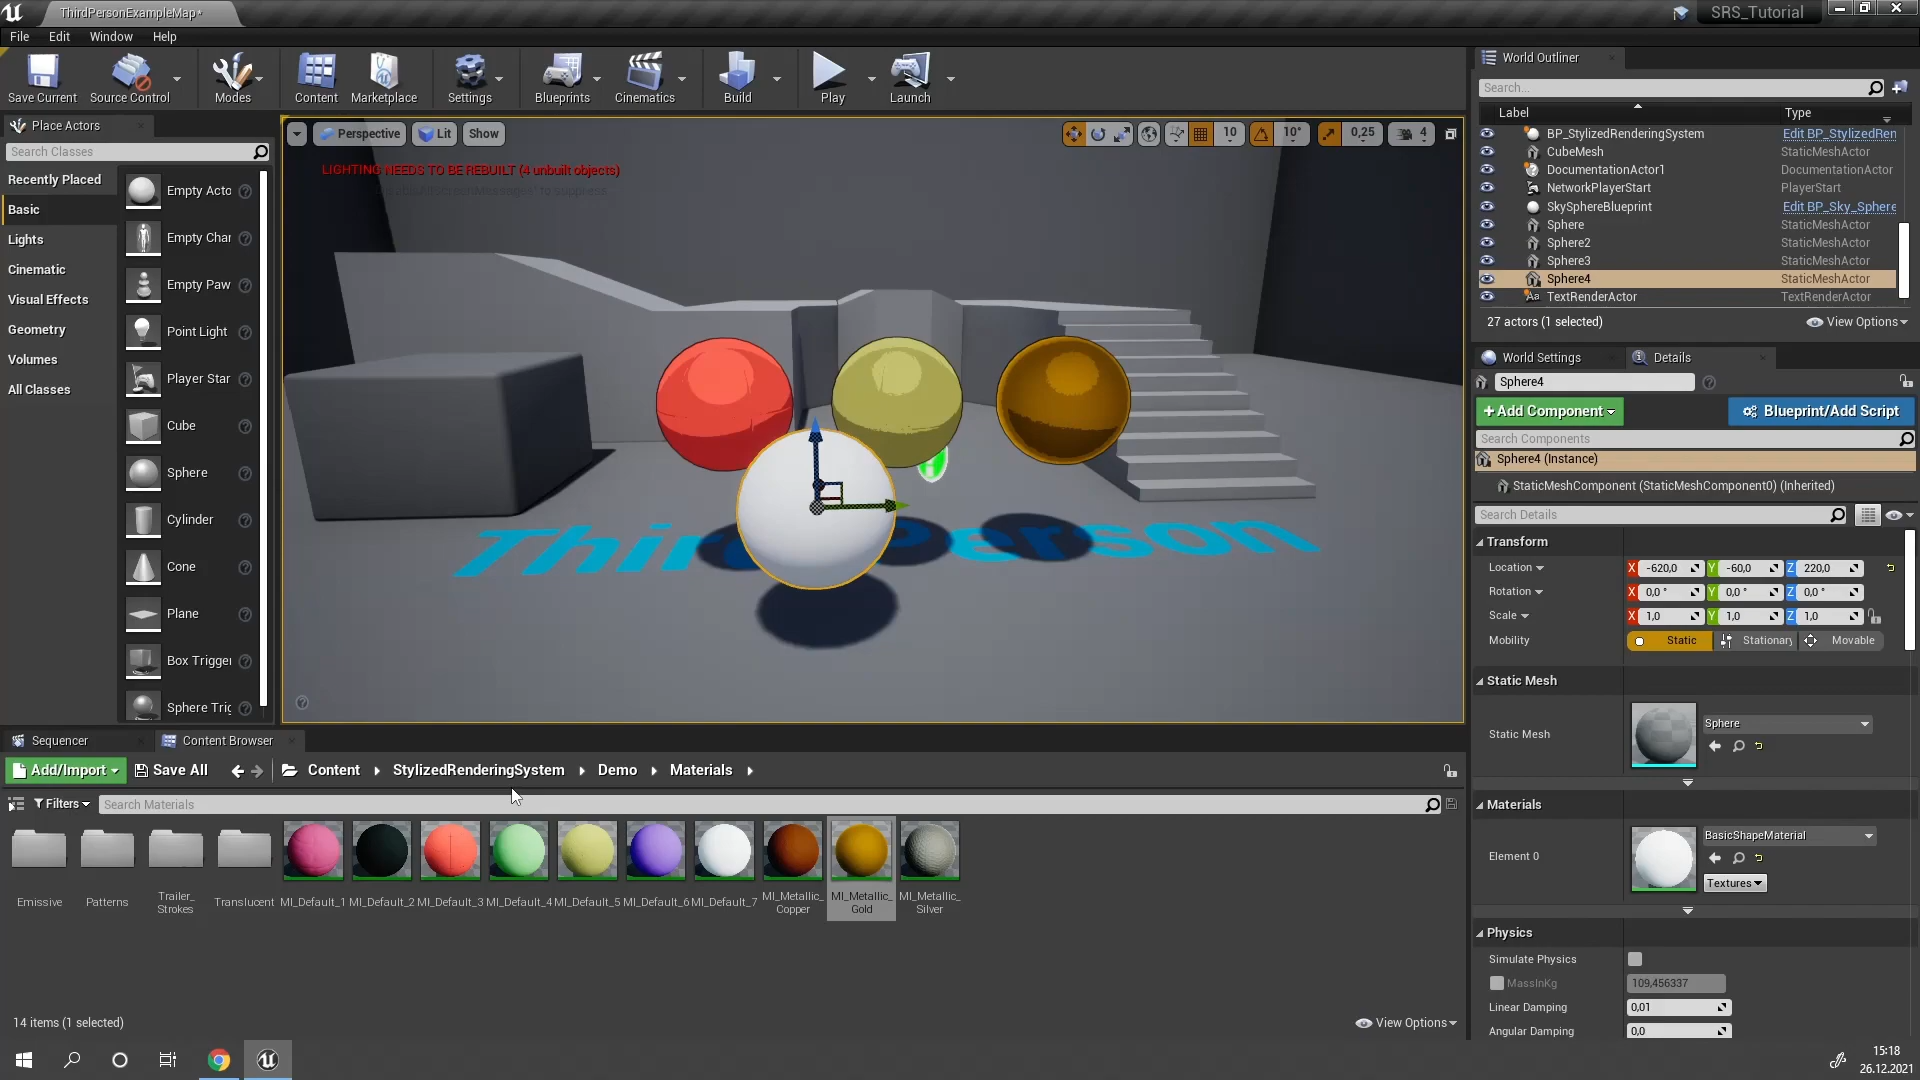 ThirdPersonExampleMap*
SRS_Tutorial
File Edit Window Help
Save Current Source Control Modes Content Marketplace Settings Blueprints Cinematics Build Play Launch
Place Actors
Search Classes
Recently Placed
Basic
Lights
Cinematic
Visual Effects
Geometry
Volumes
All Classes
Empty Acto
Empty Char
Empty Paw
Point Light
Player Star
Cube
Sphere
Cylinder
Cone
Plane
Box Trigger
Sphere Trig
Perspective Lit Show
10 10° 0,25 4
LIGHTING NEEDS TO BE REBUILT (4 unbuilt objects)
World Outliner
Search...
Label Type
BP_StylizedRenderingSystem Edit BP_StylizedRen
CubeMesh StaticMeshActor
DocumentationActor1 DocumentationActor
NetworkPlayerStart PlayerStart
SkySphereBlueprint Edit BP_Sky_Sphere
Sphere StaticMeshActor
Sphere2 StaticMeshActor
Sphere3 StaticMeshActor
Sphere4 StaticMeshActor
TextRenderActor TextRenderActor
27 actors (1 selected) View Options
World Settings Details
Sphere4
+Add Component Blueprint/Add Script
Search Components
Sphere4 (Instance)
StaticMeshComponent (StaticMeshComponent0) (Inherited)
Search Details
Transform
Location X -620,0 Y -60,0 Z 220,0
Rotation X 0,0 ° Y 0,0 ° Z 0,0 °
Scale X 1,0 Y 1,0 Z 1,0
Mobility Static Stationary Movable
Static Mesh
Static Mesh Sphere
Materials
Element 0 BasicShapeMaterial
Textures
Physics
Simulate Physics
MassInKg 109,456337
Linear Damping 0,01
Angular Damping 0,0
Sequencer Content Browser
Add/Import Save All Content StylizedRenderingSystem Demo Materials
Filters Search Materials
Emissive Patterns Trailer_Strokes Translucent MI_Default_1 MI_Default_2 MI_Default_3 MI_Default_4 MI_Default_5 MI_Default_6 MI_Default_7 MI_Metallic_Copper MI_Metallic_Gold MI_Metallic_Silver
14 items (1 selected) View Options
15:18
26.12.2021